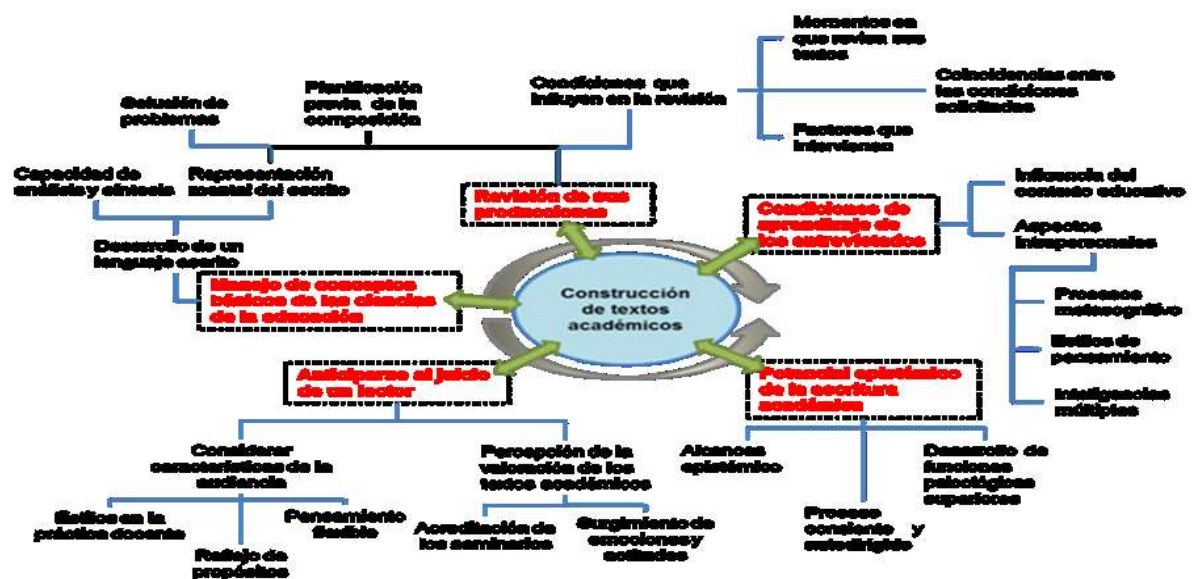 Momentos en
que revisa sus
textos
Condiciones que
influyen en la revisión
Coincidencias entre
las condiciones
solicitadas
Factores que
intervienen
Planificación
previa de la
composición
Solución de
problemas
Capacidad de
análisis y síntesis
Representación
mental del escrito
Desarrollo de un
lenguaje escrito
Revisión de sus
producciones
Condiciones de
aprendizaje de
los entrevistados
Influencia del
contexto educativo
Aspectos
intrapersonales
Procesos
metacognitivo
Estilos de
pensamiento
Inteligencias
múltiples
Manejo de conceptos
básicos de las ciencias
de la educación
Construcción
de textos
académicos
Anticiparse al juicio
de un lector
Potencial epistémico
de la escritura
académica
Considerar
características de la
audiencia
Estilos en la
práctica docente
Reflejo de
propósitos
Pensamiento
flexible
Percepción de la
valoración de los
textos académicos
Acreditación de
los seminarios
Surgimiento de
emociones y
actitudes
Alcances
epistémico
Proceso
consiente y
autodirigido
Desarrollo de
funciones
psicológicas
superiores